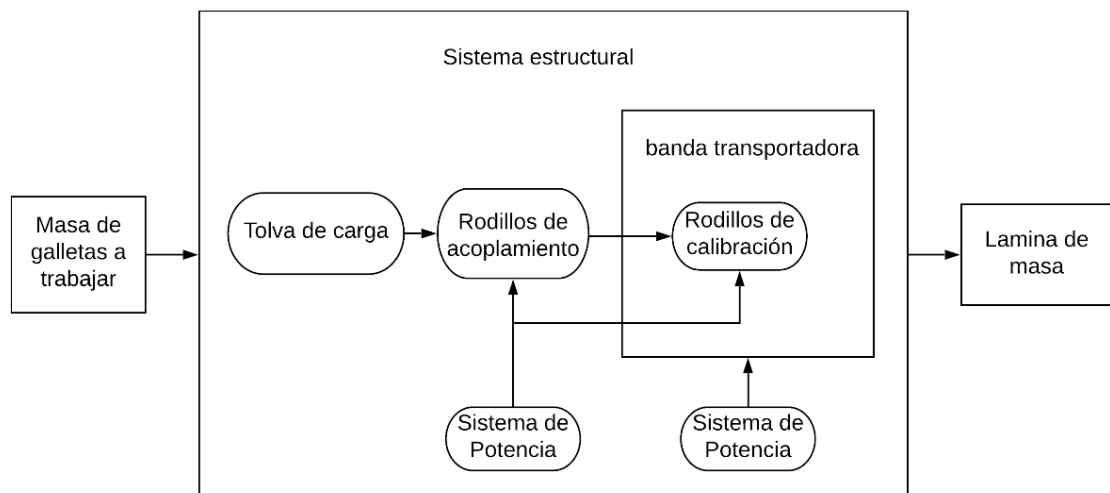 Sistema estructural
banda transportadora
Masa de
galletas a
trabajar
Tolva de carga
Rodillos de
acoplamiento
Rodillos de
calibración
Lamina de
masa
Sistema de
Potencia
Sistema de
Potencia